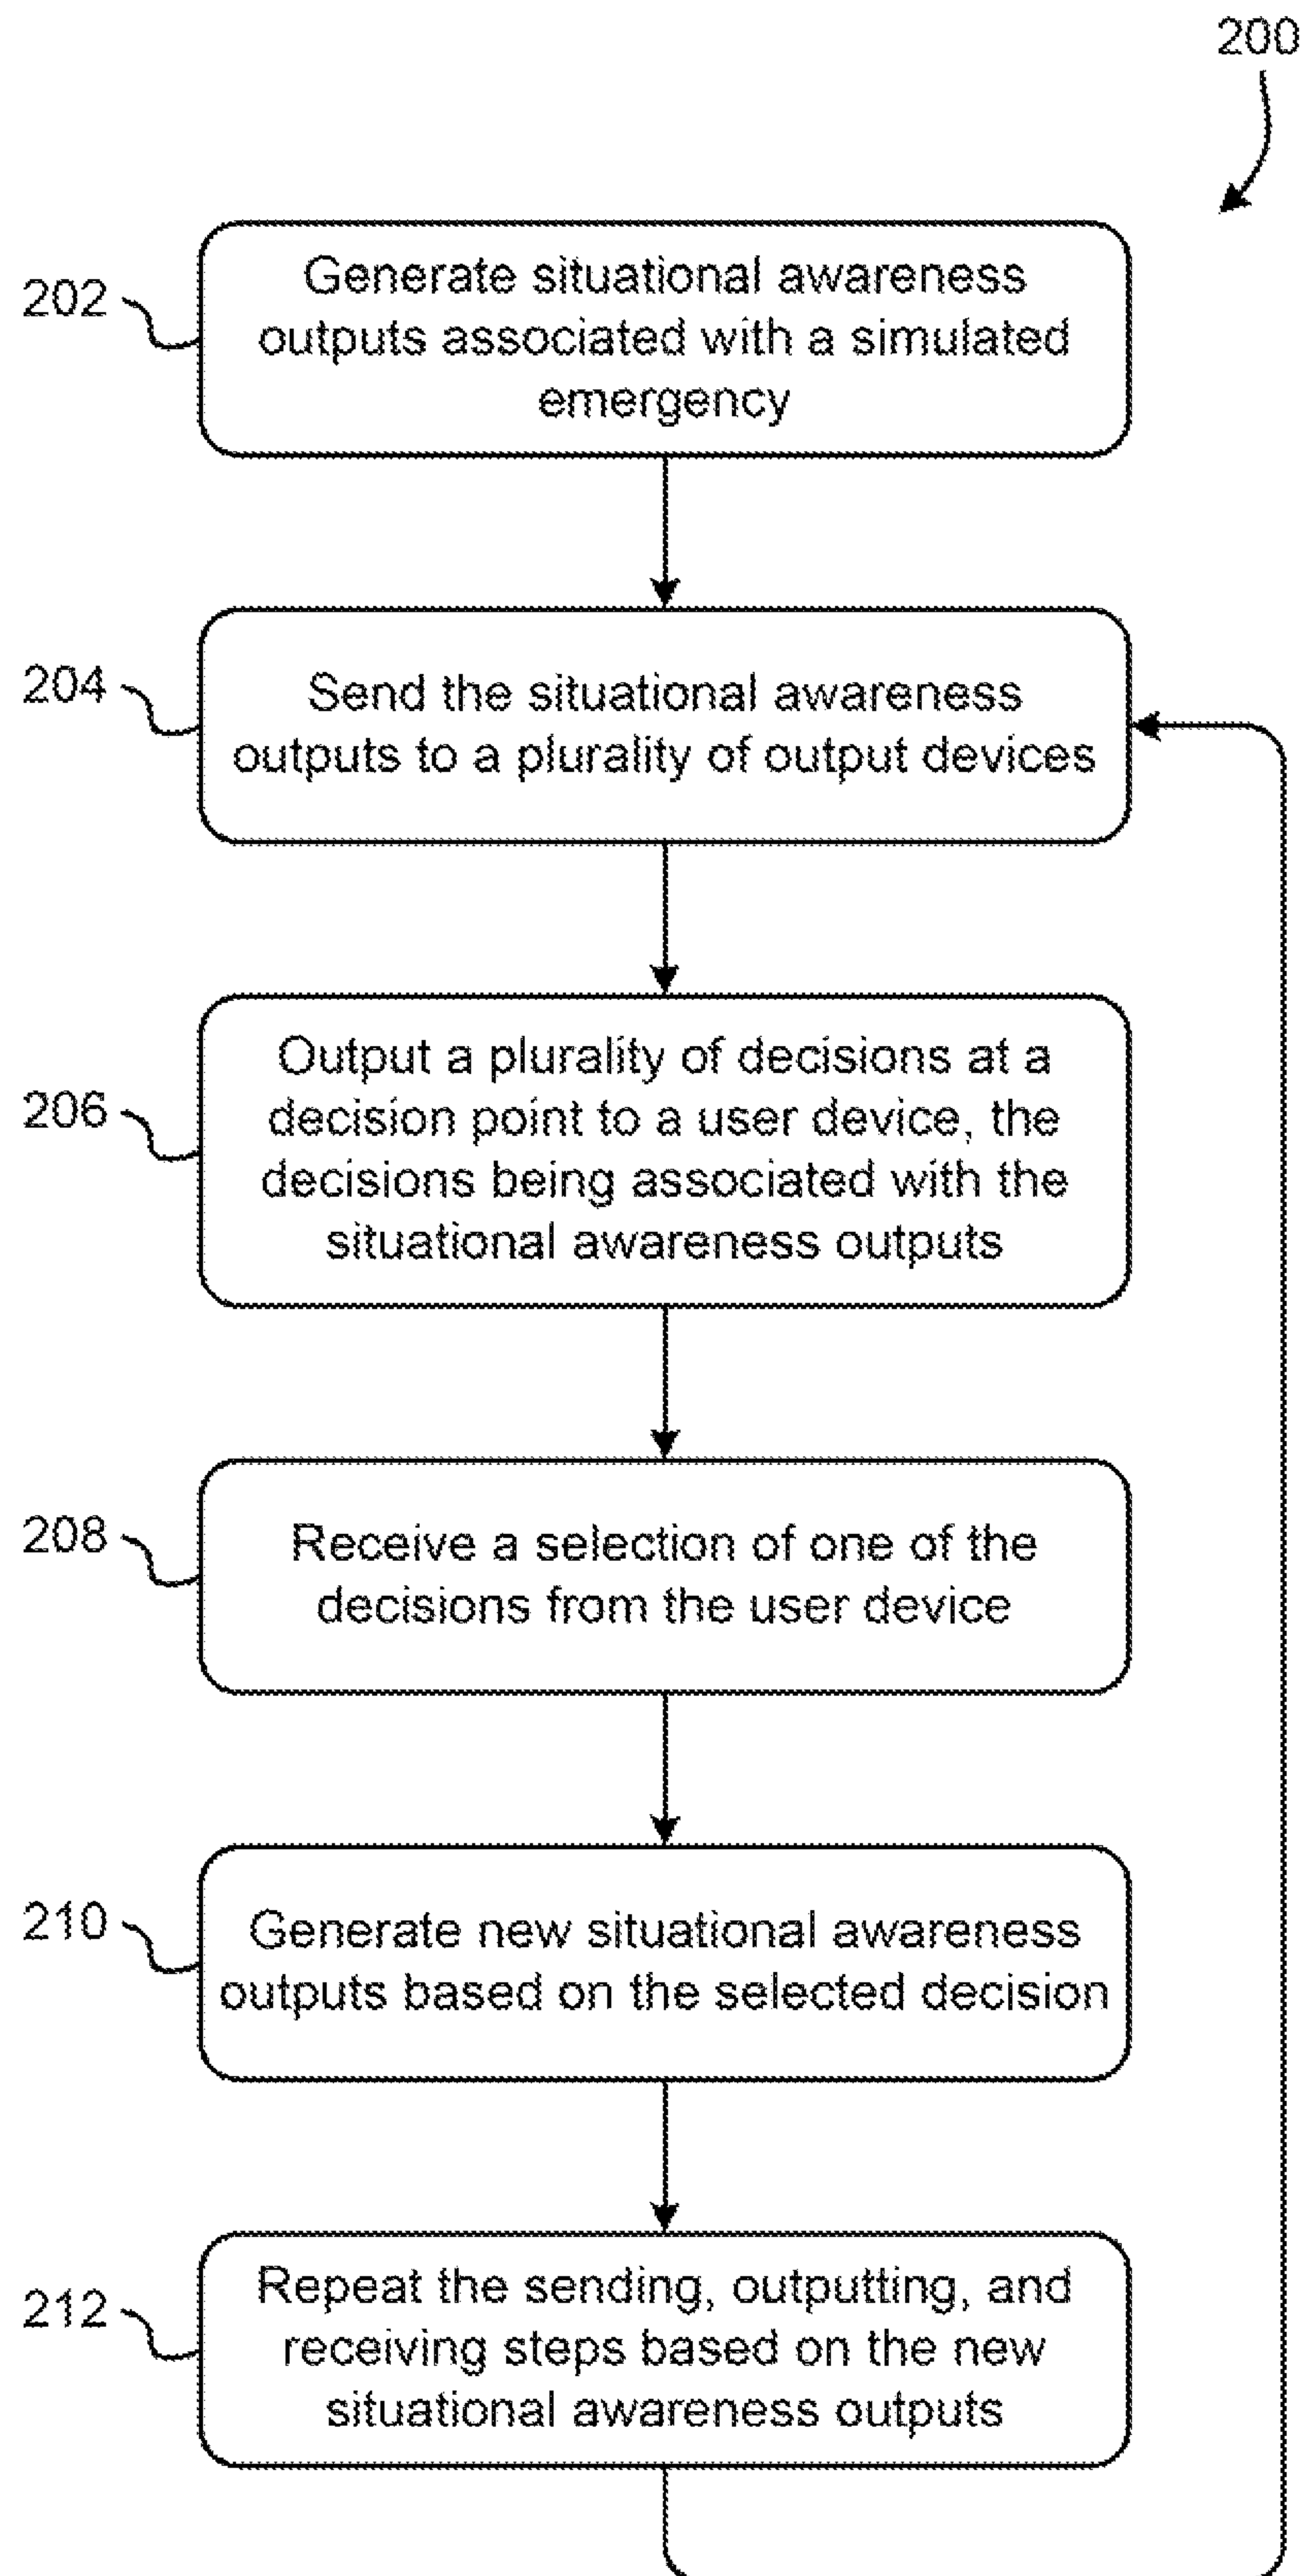 200
202
Generate situational awareness
outputs associated with a simulated
emergency
204
Send the situational awareness
outputs to a plurality of output devices
206
Output a plurality of decisions at a
decision point to a user device, the
decisions being associated with the
situational awareness outputs
208
Receive a selection of one of the
decisions from the user device
210
Generate new situational awareness
outputs based on the selected decision
212
Repeat the sending, outputting, and
receiving steps based on the new
situational awareness outputs